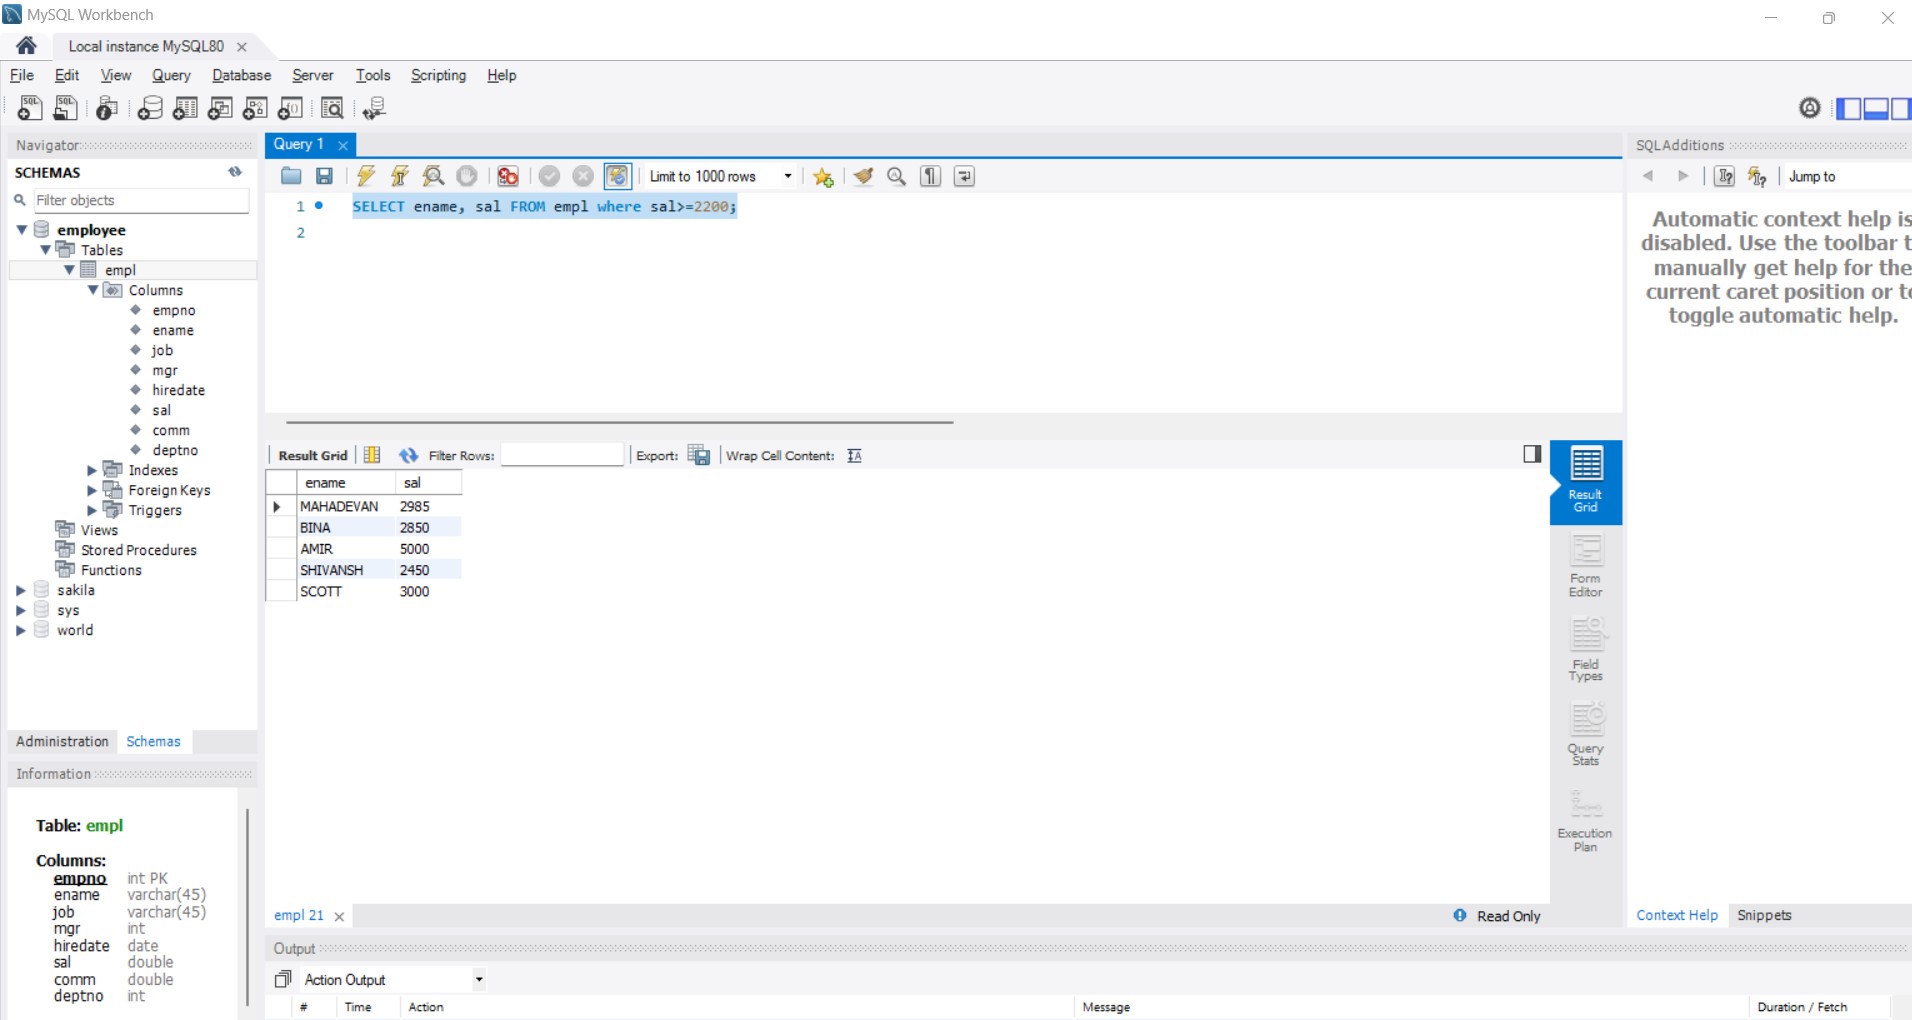 MySQL Workbench
Local instance MySQL80
File Edit View Query Database Server Tools Scripting Help
Navigator
SCHEMAS
Filter objects
employee
Tables
empl
Columns
empno
ename
job
mgr
hiredate
sal
comm
deptno
Indexes
Foreign Keys
Triggers
Views
Stored Procedures
Functions
sakila
sys
world
Administration Schemas
Information
Table: empl
Columns:
empno int PK
ename varchar(45)
job varchar(45)
mgr int
hiredate date
sal double
comm double
deptno int
Query 1
Limit to 1000 rows
1 SELECT ename, sal FROM empl where sal>=2200;
2
Result Grid Filter Rows: Export: Wrap Cell Content:
ename sal
MAHADEVAN 2985
BINA 2850
AMIR 5000
SHIVANSH 2450
SCOTT 3000
Result
Grid
Form
Editor
Field
Types
Query
Stats
Execution
Plan
empl 21
Read Only
Output
Action Output
# Time Action Message Duration / Fetch
SQLAdditions
Jump to
Automatic context help is
disabled. Use the toolbar t
manually get help for the
current caret position or to
toggle automatic help.
Context Help Snippets